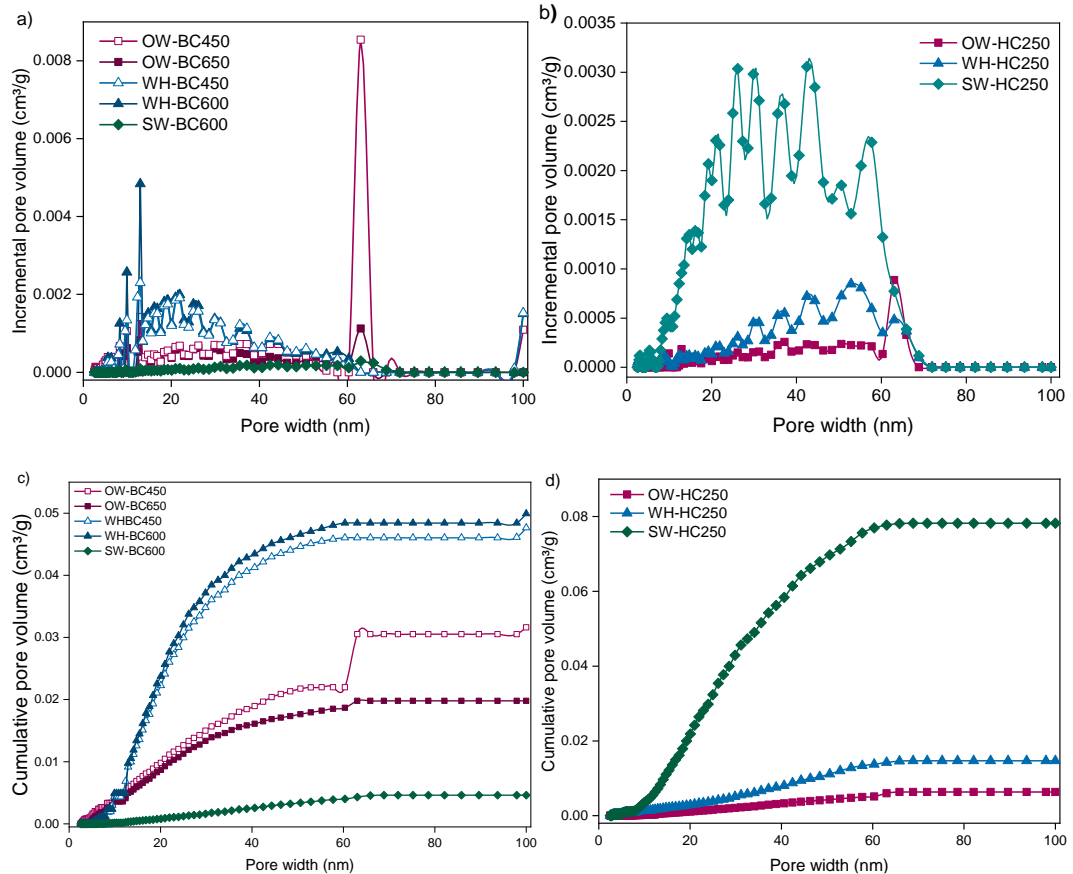 a)
OW-BC450
OW-BC650
WH-BC450
WH-BC600
SW-BC600
Incremental pore volume (cm³/g)
0.008
0.006
0.004
0.002
0.000
0 20 40 60 80 100
Pore width (nm)
b)
OW-HC250
WH-HC250
SW-HC250
Incremental pore volume (cm³/g)
0.0035
0.0030
0.0025
0.0020
0.0015
0.0010
0.0005
0.0000
0 20 40 60 80 100
Pore width (nm)
c)
OW-BC450
OW-BC650
WHBC450
WH-BC600
SW-BC600
Cumulative pore volume (cm³/g)
0.05
0.04
0.03
0.02
0.01
0.00
0 20 40 60 80 100
Pore width (nm)
d)
OW-HC250
WH-HC250
SW-HC250
Cumulative pore volume (cm³/g)
0.08
0.06
0.04
0.02
0.00
0 20 40 60 80 100
Pore width (nm)